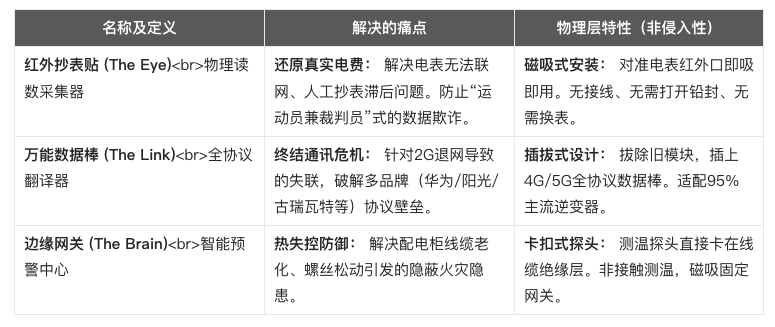 名称及定义
解决的痛点
物理层特性（非侵入性）
红外抄表贴 (The Eye)<br>物理读
数采集器
还原真实电费： 解决电表无法联
网、人工抄表滞后问题。防止“运
动员兼裁判员”式的数据欺诈。
磁吸式安装： 对准电表红外口即吸
即用。无接线、无需打开铅封、无
需换表。
万能数据棒 (The Link)<br>全协议
翻译器
终结通讯危机： 针对2G退网导致
的失联，破解多品牌（华为/阳光/
古瑞瓦特等）协议壁垒。
插拔式设计： 拔除旧模块，插上
4G/5G全协议数据棒。适配95%
主流逆变器。
边缘网关 (The Brain)<br>智能预
警中心
热失控防御： 解决配电柜线缆老
化、螺丝松动引发的隐蔽火灾隐
患。
卡扣式探头： 测温探头直接卡在线
缆绝缘层。非接触测温，磁吸固定
网关。